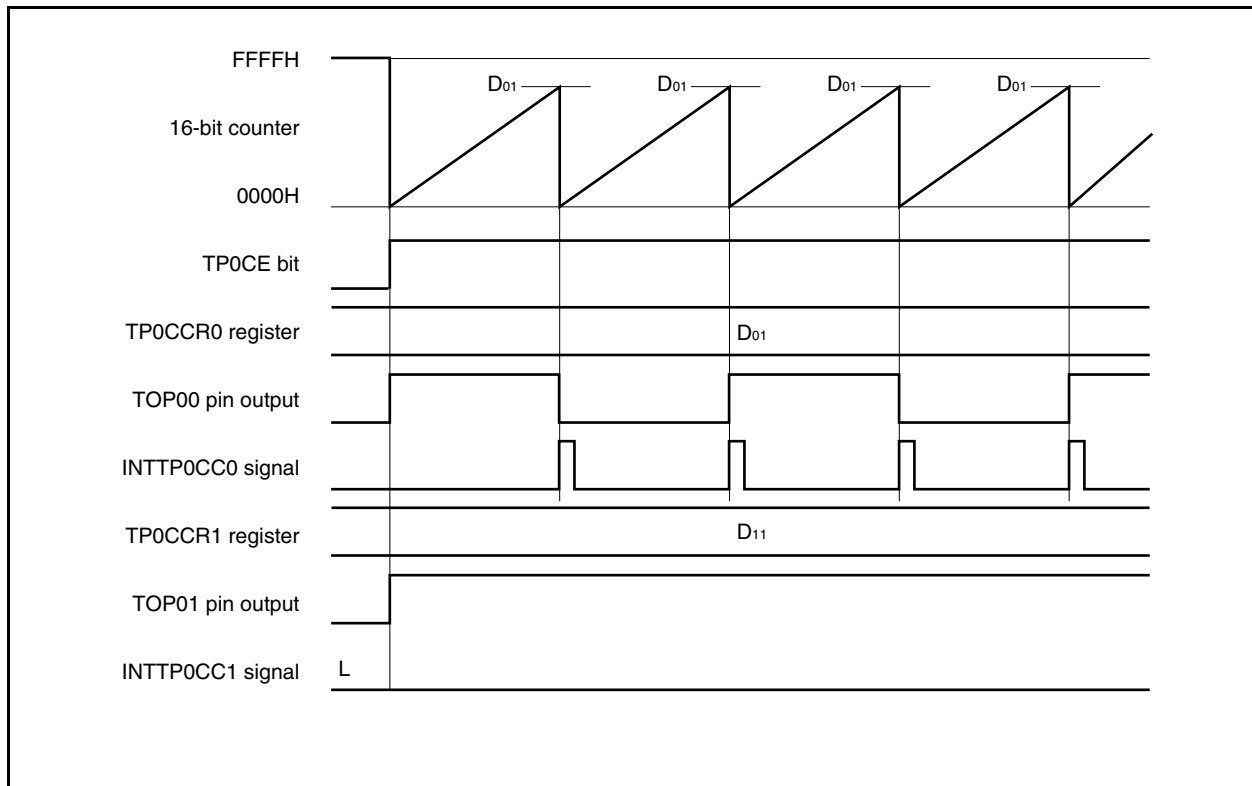 FFFFH
D01 D01 D01 D01
16-bit counter
0000H
TP0CE bit
TP0CCR0 register D01
TOP00 pin output
INTTP0CC0 signal
TP0CCR1 register D11
TOP01 pin output
INTTP0CC1 signal L